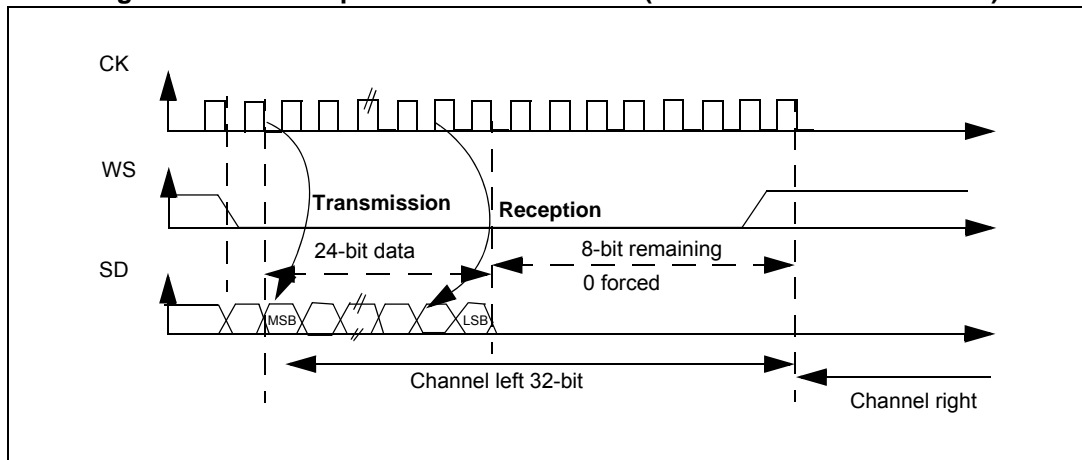 CK
WS
Transmission
Reception
24-bit data
8-bit remaining
0 forced
SD
MSB
LSB
Channel left 32-bit
Channel right